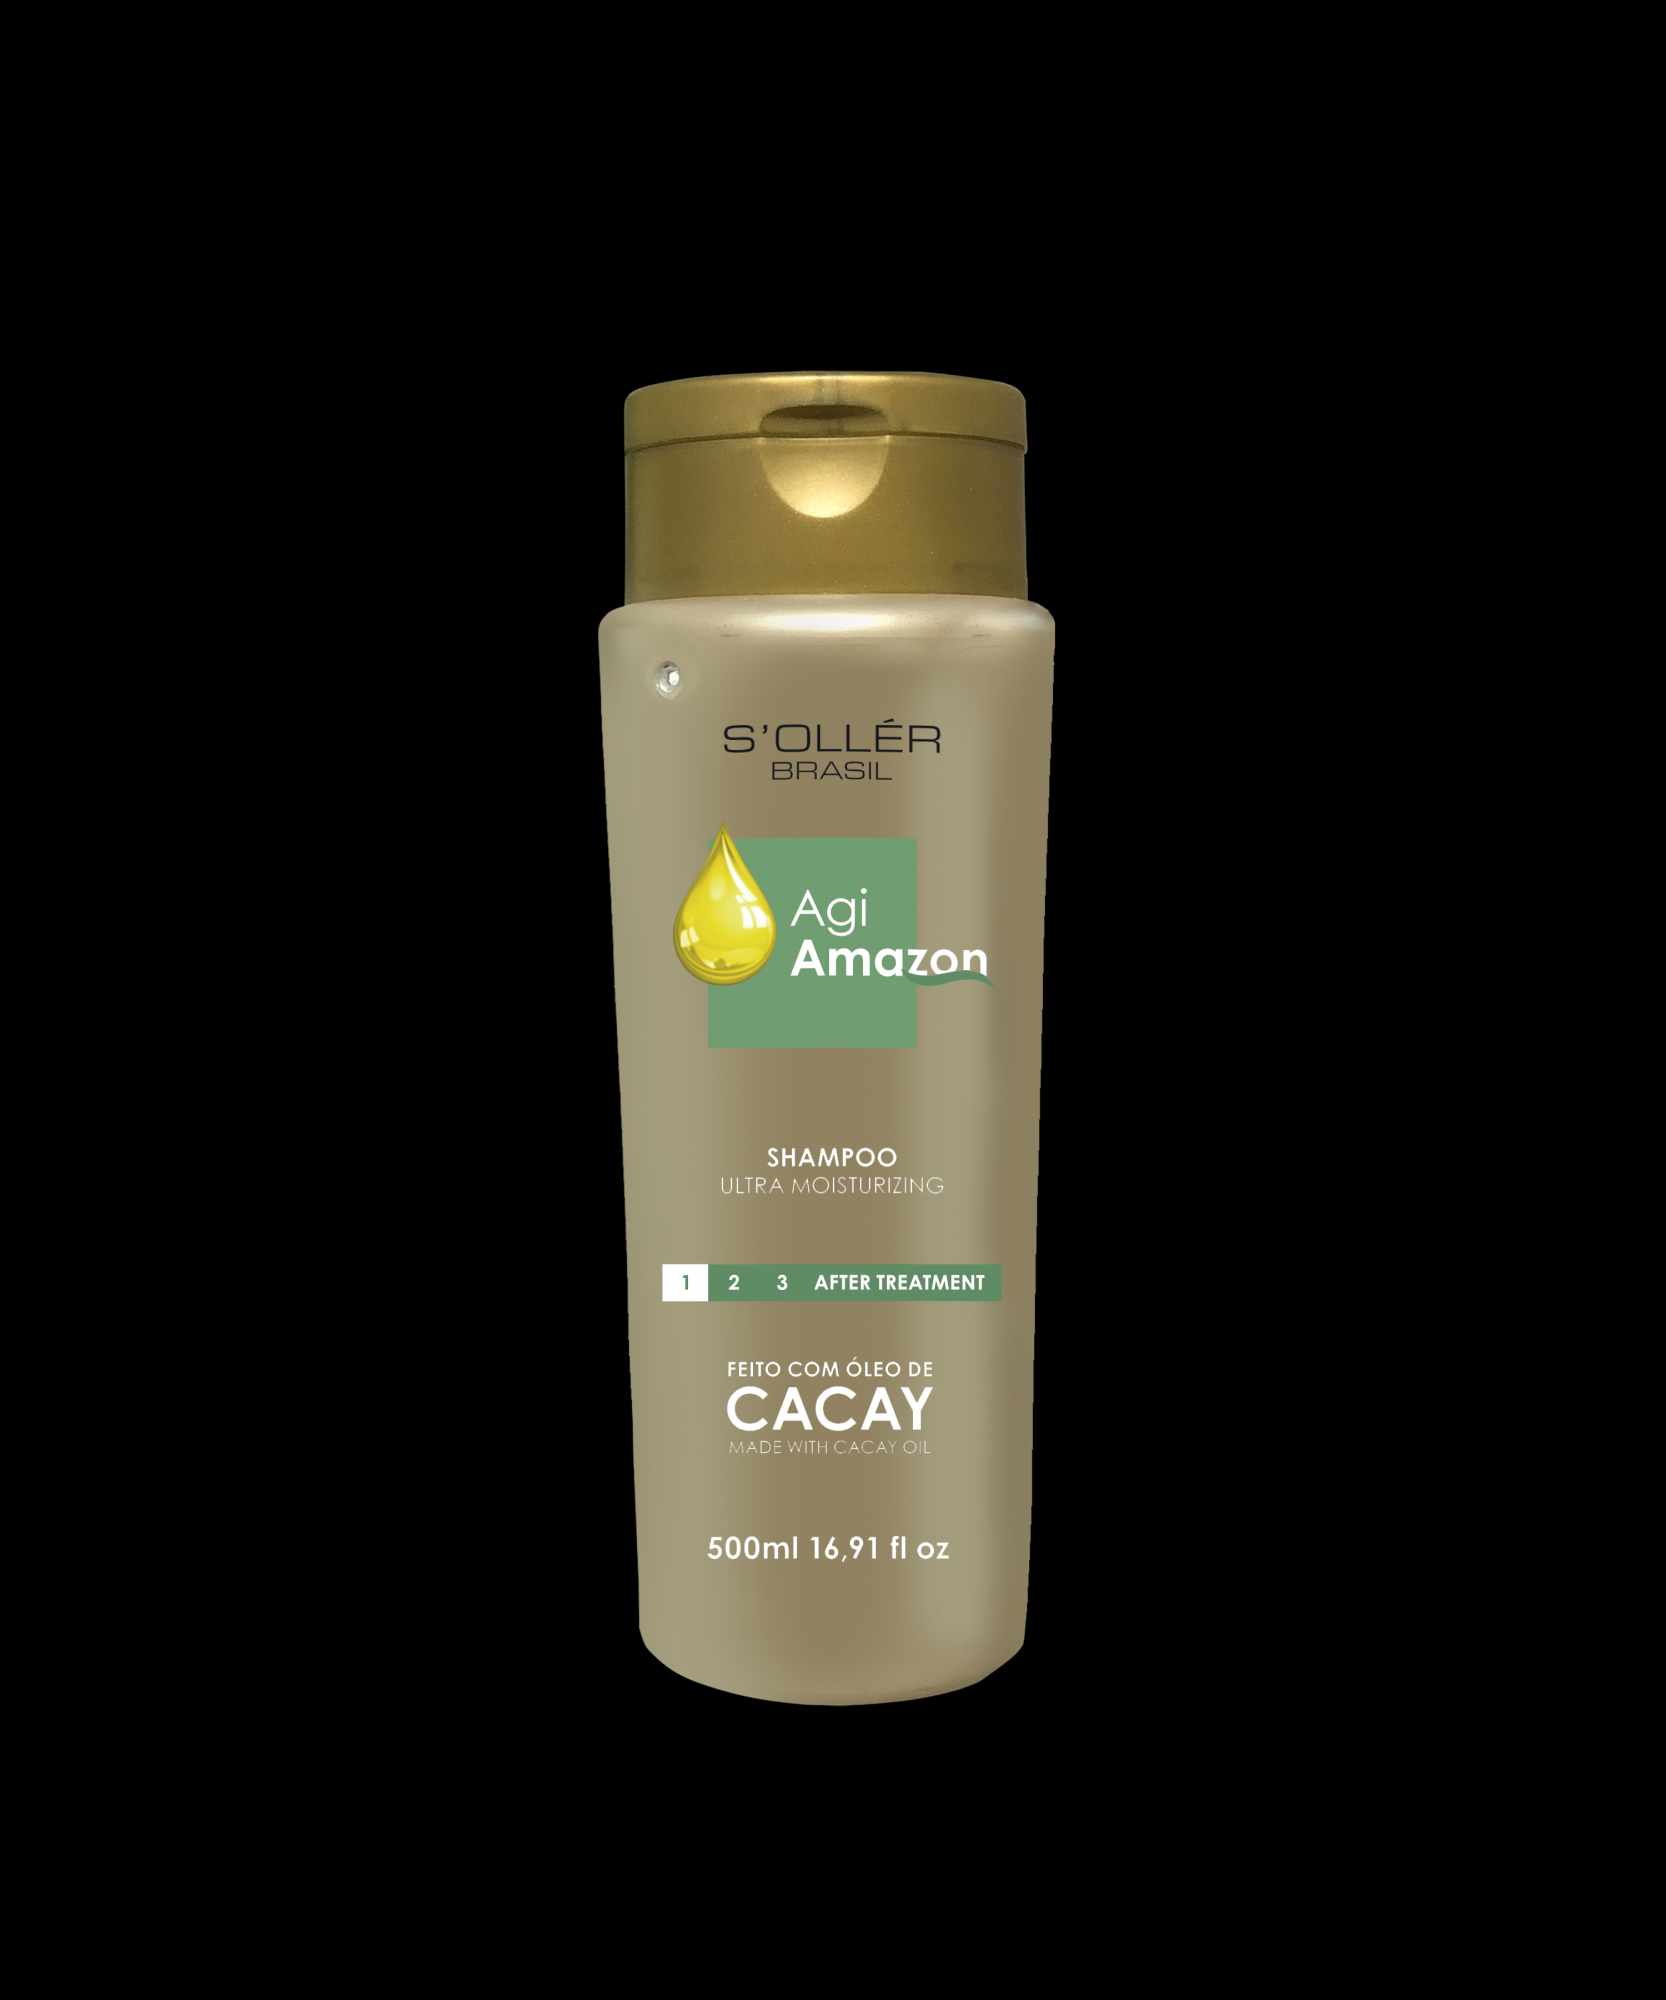 S'OLLÉR
BRASIL
Agi
Amazon
SHAMPOO
ULTRA MOISTURIZING
1 2 3 AFTER TREATMENT
FEITO COM ÓLEO DE
CACAY
MADE WITH CACAY OIL
500ml 16,91 fl oz